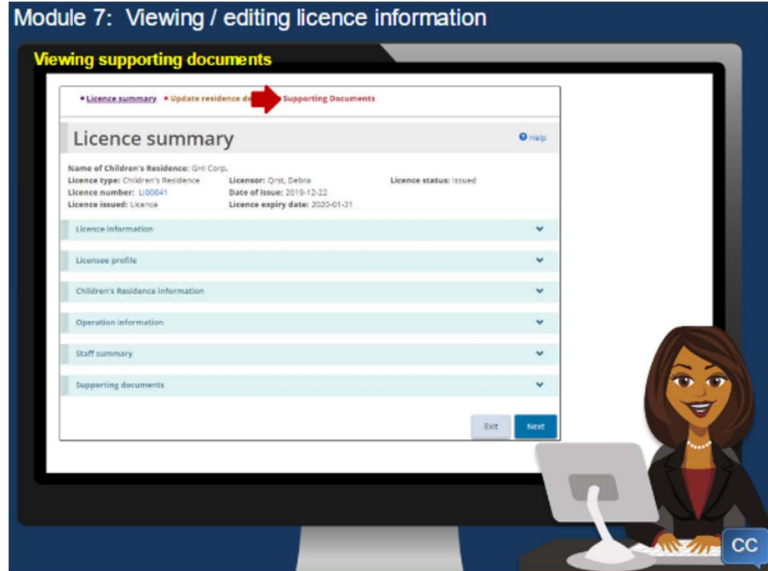 Module 7: Viewing / editing licence information
Viewing supporting documents
• Licence summary • Update residence de Supporting Documents
Licence summary
Help
Name of Children's Residence: GHI Corp.
Licence type: Children's Residence Licensor: Qrst, Debra Licence status: Issued
Licence number: LI00041 Date of issue: 2019-12-22
Licence issued: Licence Licence expiry date: 2020-01-31
Licence information
Licensee profile
Children's Residence information
Operation information
Staff summary
Supporting documents
Exit Next
CC